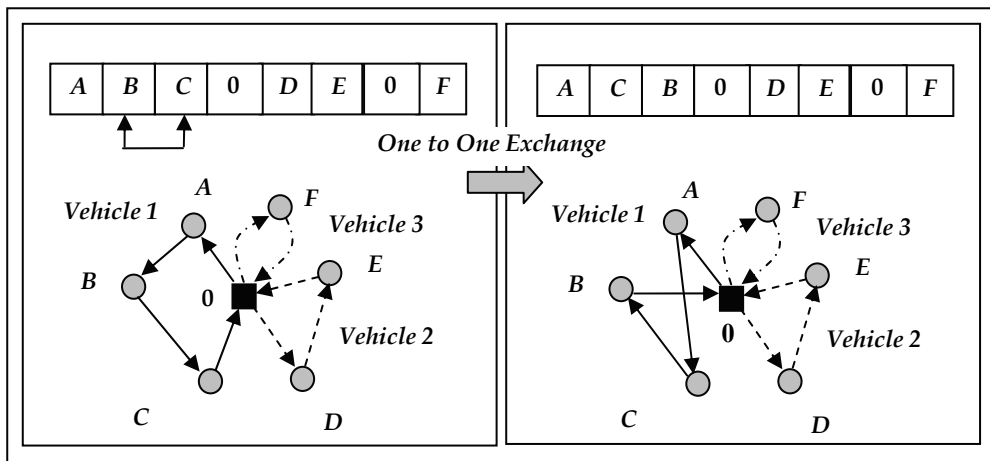 A B C 0 D E 0 F
A C B 0 D E 0 F
One to One Exchange
A
F
Vehicle 1
Vehicle 3
B
E
0
Vehicle 2
C
D
A
F
Vehicle 1
Vehicle 3
E
B
0
Vehicle 2
C
D